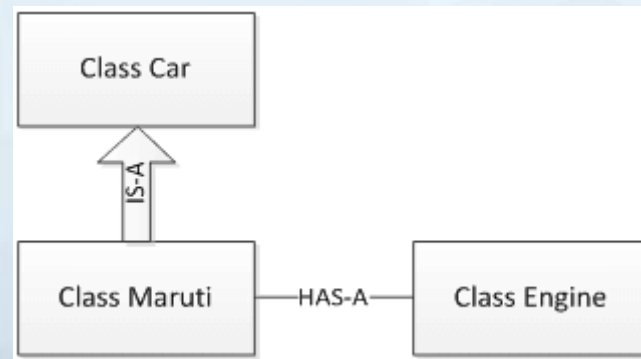 Class Car
IS-A
Class Maruti
HAS-A
Class Engine